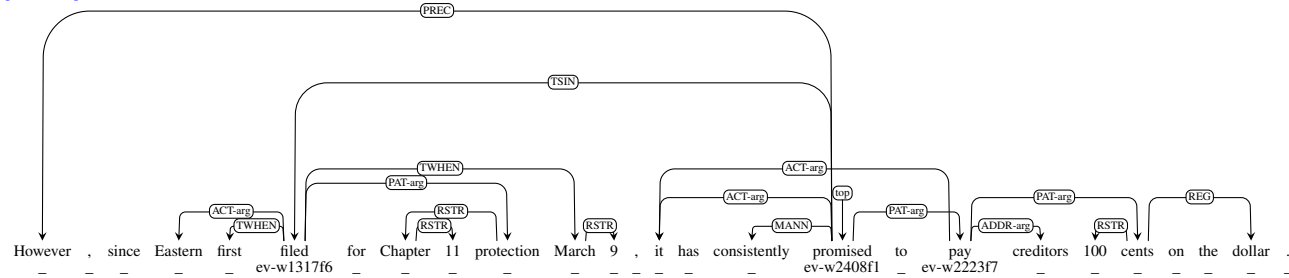 PREC
TSIN
TWHEN ACT-arg
PAT-arg top
ACT-arg RSTR ACT-arg PAT-arg PAT-arg REG
TWHEN RSTR RSTR MANN ADDR-arg RSTR
However , since Eastern first filed for Chapter 11 protection March 9 , it has consistently promised to pay creditors 100 cents on the dollar .
_ _ _ _ _ ev-w1317f6 _ _ _ _ _ _ _ _ _ _ ev-w2408f1 _ ev-w2223f7 _ _ _ _ _ _ _